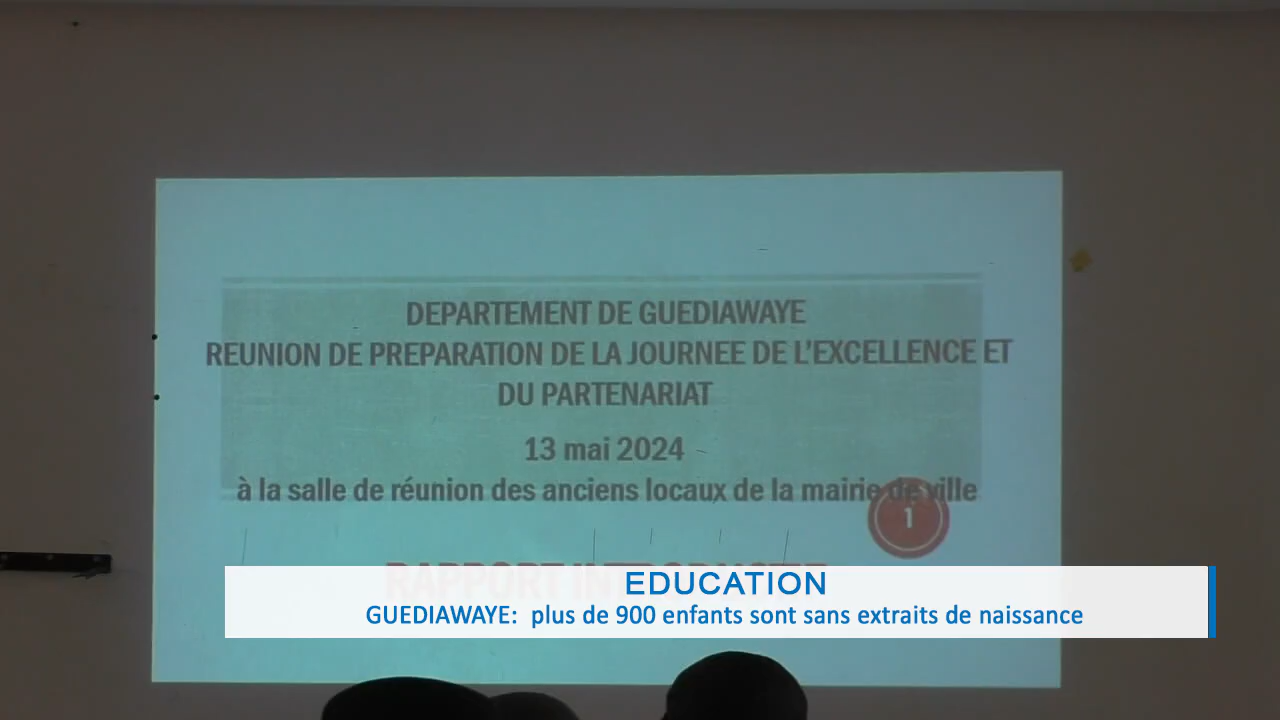 DEPARTEMENT DE GUEDIAWAYE
REUNION DE PREPARATION DE LA JOURNEE DE L'EXCELLENCE ET
DU PARTENARIAT
13 mai 2024
à la salle de réunion des anciens locaux de la mairie de ville
1
RAPPORT
EDUCATION
GUEDIAWAYE: plus de 900 enfants sont sans extraits de naissance